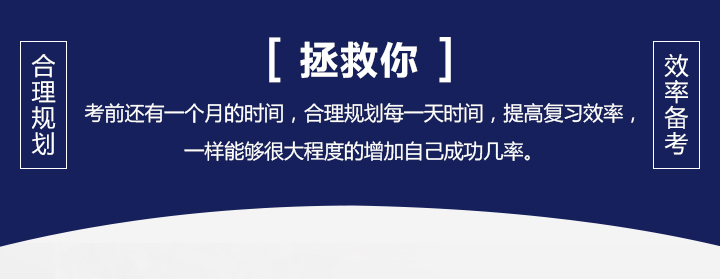 [ 拯救你 ]
合理规划
考前还有一个月的时间，合理规划每一天时间，提高复习效率，
一样能够很大程度的增加自己成功几率。
效率备考